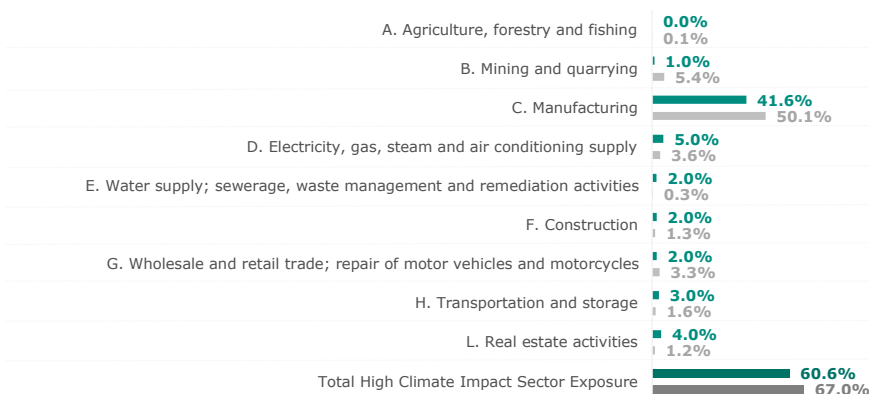 A. Agriculture, forestry and fishing
0.0%
0.1%
B. Mining and quarrying
1.0%
5.4%
C. Manufacturing
41.6%
50.1%
D. Electricity, gas, steam and air conditioning supply
5.0%
3.6%
E. Water supply; sewerage, waste management and remediation activities
2.0%
0.3%
F. Construction
2.0%
1.3%
G. Wholesale and retail trade; repair of motor vehicles and motorcycles
2.0%
3.3%
H. Transportation and storage
3.0%
1.6%
L. Real estate activities
4.0%
1.2%
Total High Climate Impact Sector Exposure
60.6%
67.0%